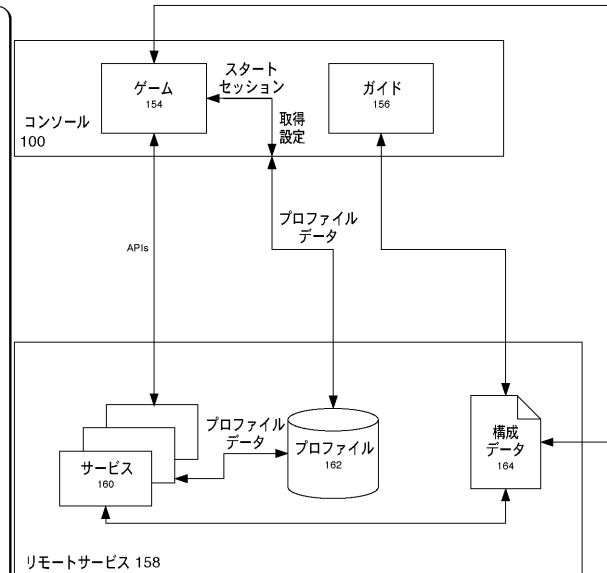 ゲーム
154
スタート
セッション
ガイド
156
コンソール
100
取得
設定
プロファイル
データ
APIs
プロファイル
データ
サービス
160
プロファイル
162
構成
データ
164
リモートサービス 158